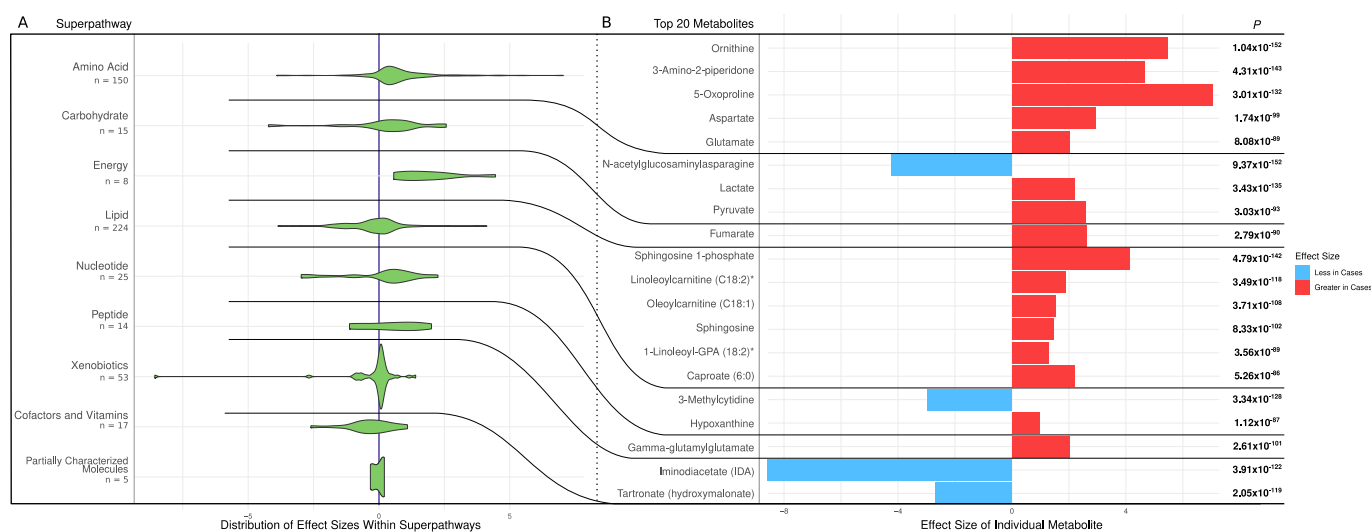 A
Superpathway
B
Top 20 Metabolites
P
Amino Acid
n = 150
Carbohydrate
n = 15
Energy
n = 8
Lipid
n = 224
Nucleotide
n = 25
Peptide
n = 14
Xenobiotics
n = 53
Cofactors and Vitamins
n = 17
Partially Characterized
Molecules
n = 5
−5
0
5
Distribution of Effect Sizes Within Superpathways
Ornithine 1.04x10⁻¹⁵²
3-Amino-2-piperidone 4.31x10⁻¹⁴³
5-Oxoproline 3.01x10⁻¹³²
Aspartate 1.74x10⁻⁹⁹
Glutamate 8.08x10⁻⁸⁹
N-acetylglucosaminylasparagine 9.37x10⁻¹⁵²
Lactate 3.43x10⁻¹³⁵
Pyruvate 3.03x10⁻⁹³
Fumarate 2.79x10⁻⁹⁰
Sphingosine 1-phosphate 4.79x10⁻¹⁴²
Linoleoylcarnitine (C18:2)* 3.49x10⁻¹¹⁸
Oleoylcarnitine (C18:1) 3.71x10⁻¹⁰⁸
Sphingosine 8.33x10⁻¹⁰²
1-Linoleoyl-GPA (18:2)* 3.56x10⁻⁸⁹
Caproate (6:0) 5.26x10⁻⁸⁶
3-Methylcytidine 3.34x10⁻¹²⁸
Hypoxanthine 1.12x10⁻⁸⁷
Gamma-glutamylglutamate 2.61x10⁻¹⁰¹
Iminodiacetate (IDA) 3.91x10⁻¹²²
Tartronate (hydroxymalonate) 2.05x10⁻¹¹⁹
−8
−4
0
4
Effect Size of Individual Metabolite
Effect Size
Less in Cases
Greater in Cases